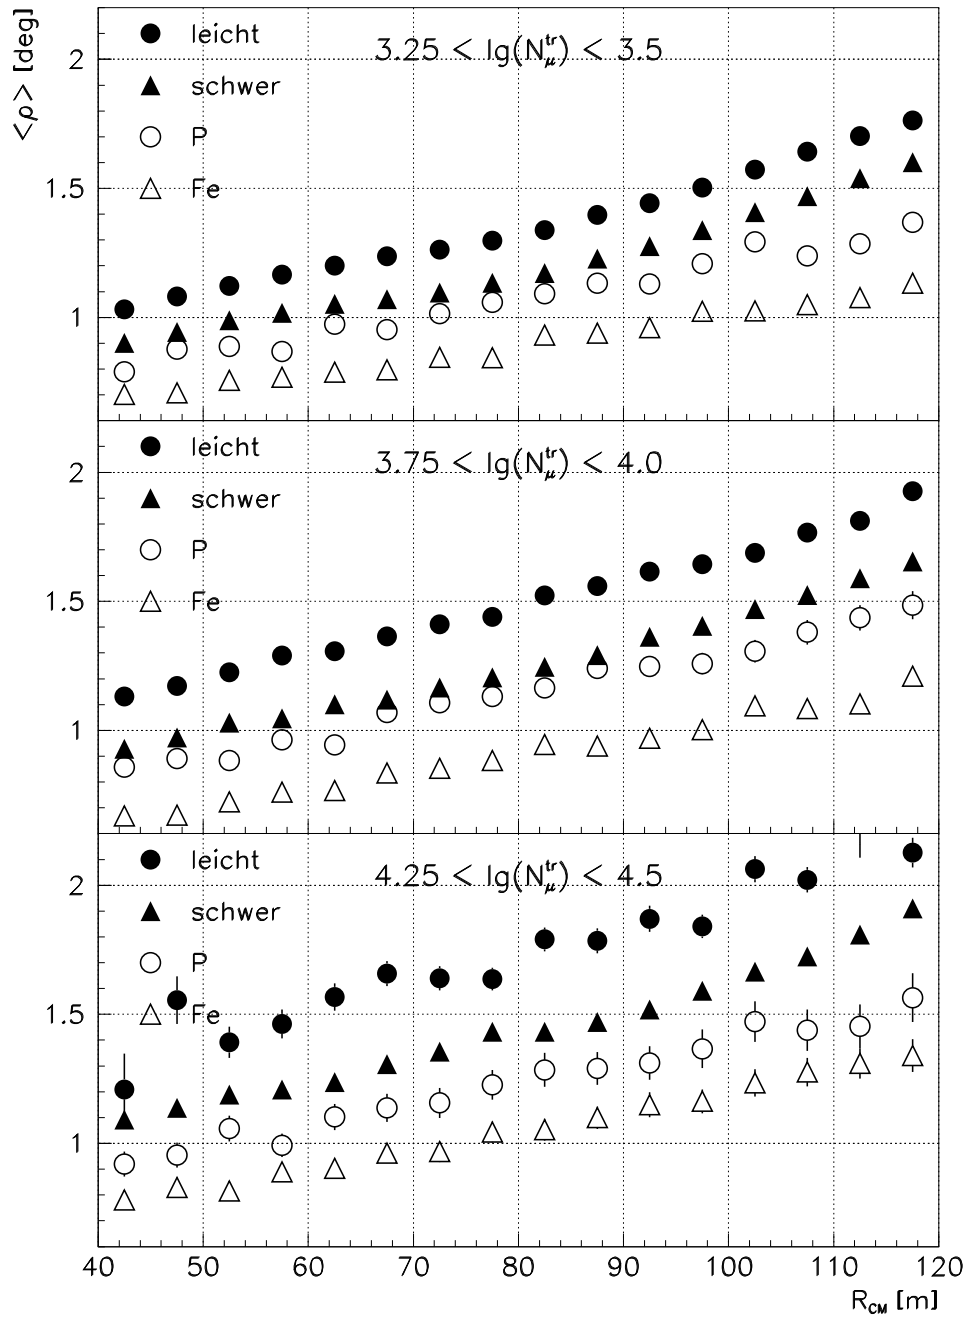 <ρ> [deg]
leicht
3.25 < lg(N_μ^tr) < 3.5
2
schwer
P
1.5
Fe
1
leicht
3.75 < lg(N_μ^tr) < 4.0
2
schwer
P
1.5
Fe
1
leicht
4.25 < lg(N_μ^tr) < 4.5
2
schwer
P
1.5
Fe
1
40 50 60 70 80 90 100 110 120
R_CM [m]